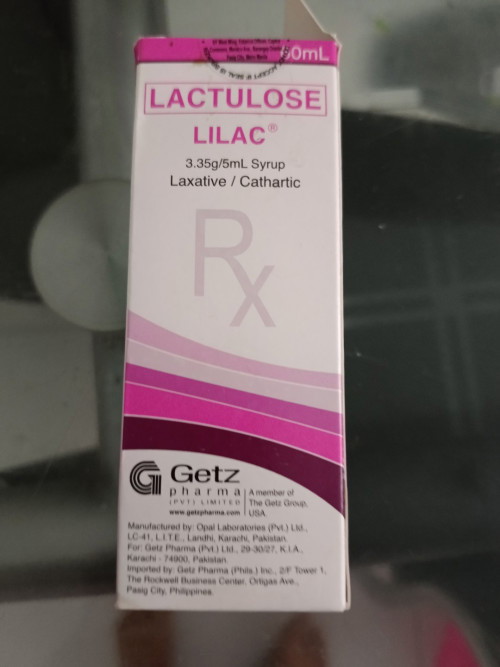 60mL
LACTULOSE
LILAC®
3.35g/5mL Syrup
Laxative / Cathartic
Rx
Getz
pharma
(PVT) LIMITED
www.getzpharma.com
A member of
The Getz Group,
USA
Manufactured by: Opal Laboratories (Pvt.) Ltd.,
LC-41, L.I.T.E., Landhi, Karachi, Pakistan.
For: Getz Pharma (Pvt.) Ltd., 29-30/27, K.I.A.,
Karachi - 74900, Pakistan.
Imported by: Getz Pharma (Phils.) Inc., 2/F Tower 1,
The Rockwell Business Center, Ortigas Ave.,
Pasig City, Philippines.